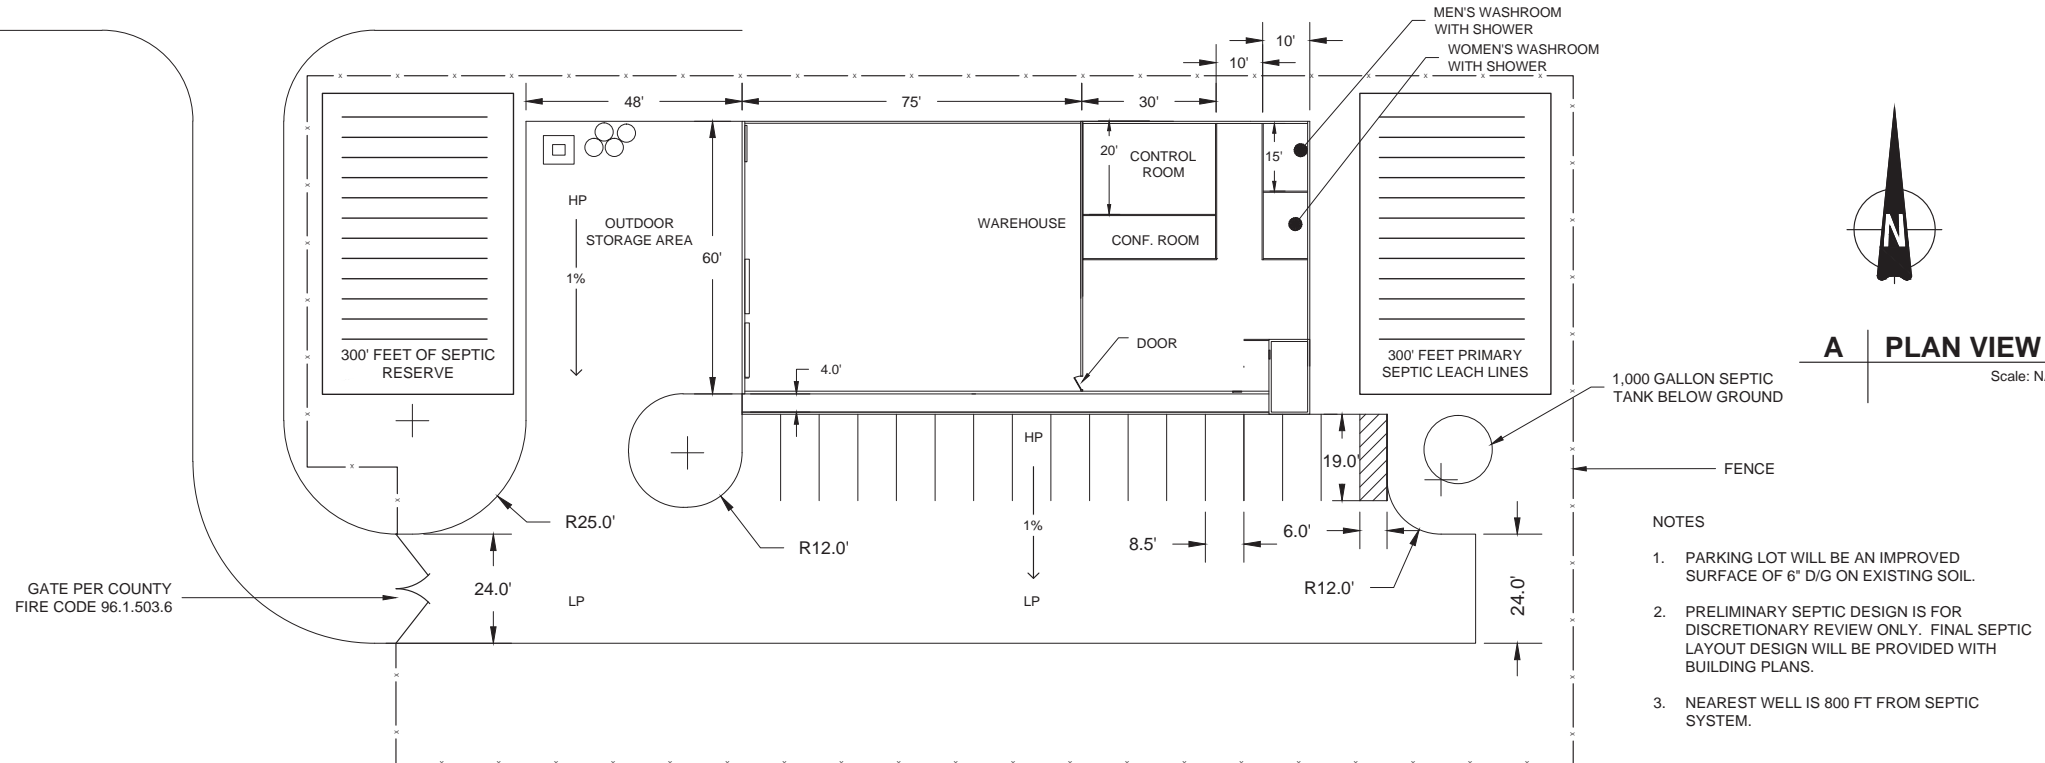 MEN'S WASHROOM
WITH SHOWER
WOMEN'S WASHROOM
WITH SHOWER
10'
10'
48'
75'
30'
20'
CONTROL
ROOM
15'
HP
OUTDOOR
STORAGE AREA
60'
WAREHOUSE
CONF. ROOM
1%
N
300' FEET OF SEPTIC
RESERVE
4.0'
DOOR
300' FEET PRIMARY
SEPTIC LEACH LINES
A PLAN VIEW
1,000 GALLON SEPTIC
TANK BELOW GROUND
HP
19.0'
FENCE
R25.0'
R12.0'
1%
8.5'
6.0'
R12.0'
GATE PER COUNTY
FIRE CODE 96.1.503.6
24.0'
LP
LP
24.0'
NOTES
1. PARKING LOT WILL BE AN IMPROVED
SURFACE OF 6" D/G ON EXISTING SOIL.
2. PRELIMINARY SEPTIC DESIGN IS FOR
DISCRETIONARY REVIEW ONLY. FINAL SEPTIC
LAYOUT DESIGN WILL BE PROVIDED WITH
BUILDING PLANS.
3. NEAREST WELL IS 800 FT FROM SEPTIC
SYSTEM.
Scale: